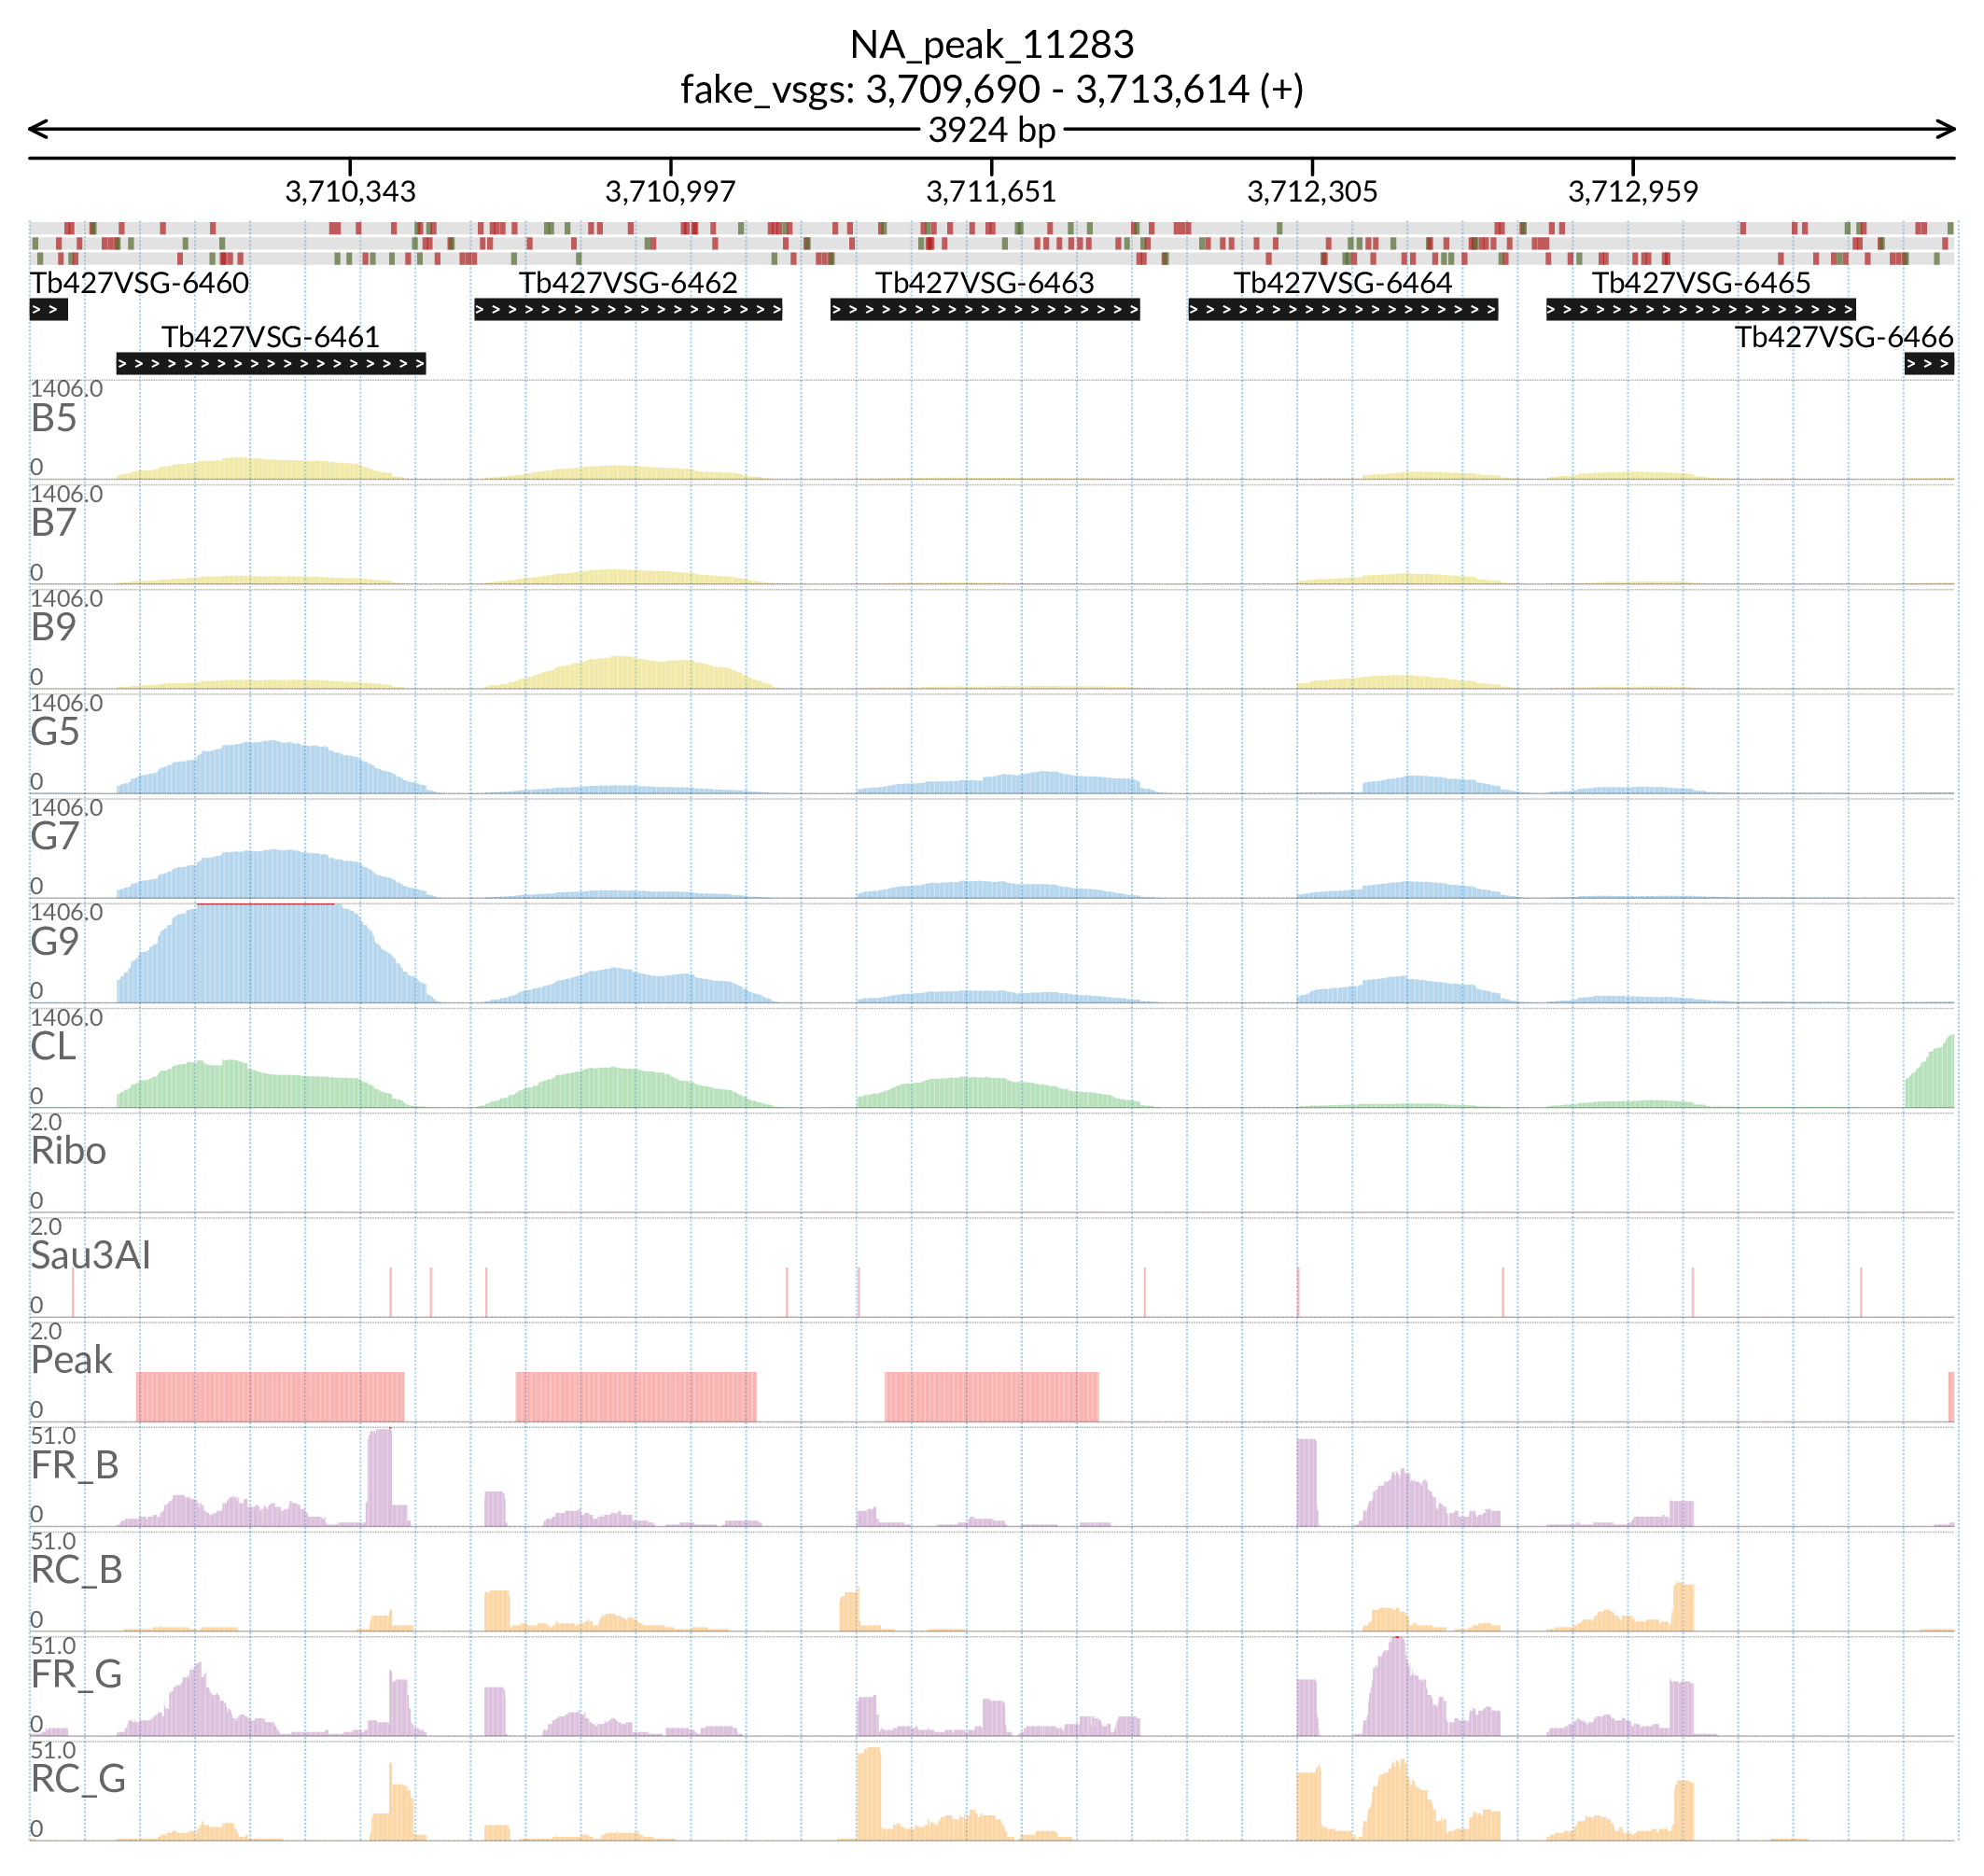 NA_peak_11283
fake_vsgs: 3,709,690 - 3,713,614 (+)
3924 bp
3,710,343 3,710,997 3,711,651 3,712,305 3,712,959
Tb427VSG-6460 Tb427VSG-6462 Tb427VSG-6463 Tb427VSG-6464 Tb427VSG-6465
Tb427VSG-6461 Tb427VSG-6466
1406.0
B5
0
1406.0
B7
0
1406.0
B9
0
1406.0
G5
0
1406.0
G7
0
1406.0
G9
0
1406.0
CL
0
2.0
Ribo
0
2.0
Sau3AI
0
2.0
Peak
0
51.0
FR_B
0
51.0
RC_B
0
51.0
FR_G
0
51.0
RC_G
0